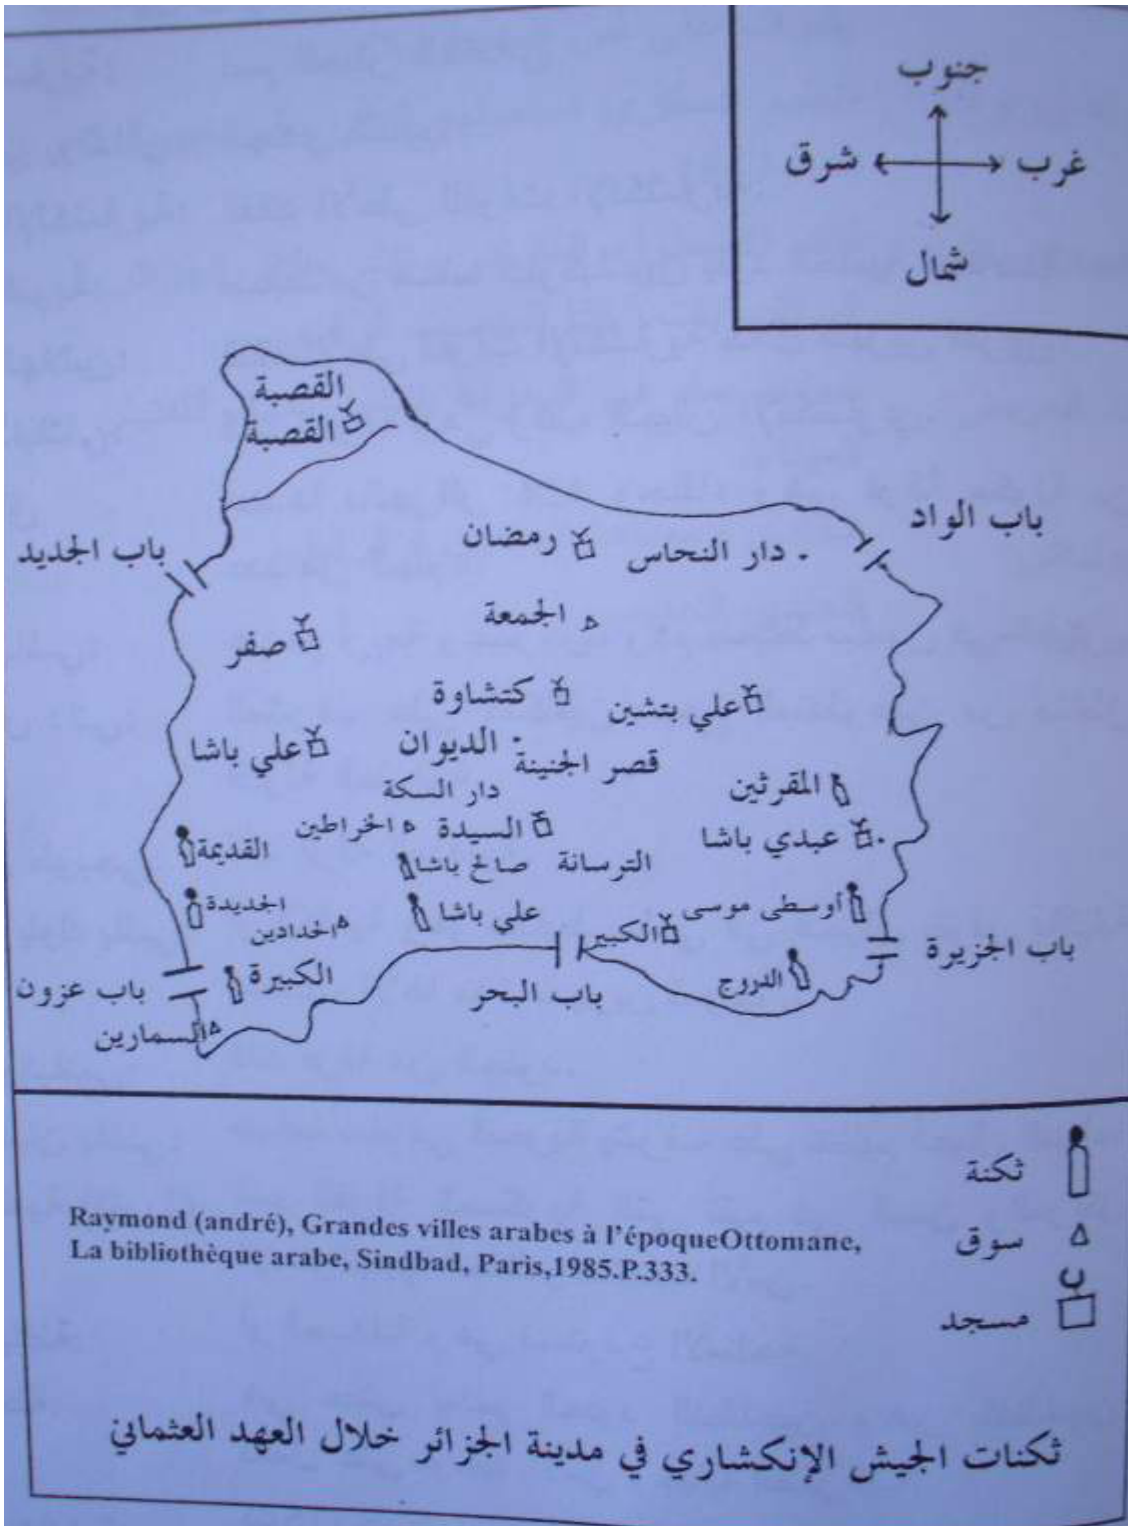 جنوب
غرب
شرق
شمال
القصبة
القصبة
باب الواد
باب الجديد
رمضان
دار النحاس
الجمعة
صفر
كتشاوة
علي بتشين
علي باشا
الديوان
قصر الجنينة
دار السكة
المقرئين
عبدي باشا
السيدة
الخراطين
القديمة
صالح باشا
الترسانة
أوسطى موسى
علي باشا
الجديدة
الحدادين
الكبير
باب الجزيرة
الكبيرة
الدروج
باب البحر
باب عزون
السمارين
ثكنة
سوق
مسجد
Raymond (andré), Grandes villes arabes à l'époqueOttomane,
La bibliothèque arabe, Sindbad, Paris,1985.P.333.
ثكنات الجيش الإنكشاري في مدينة الجزائر خلال العهد العثماني